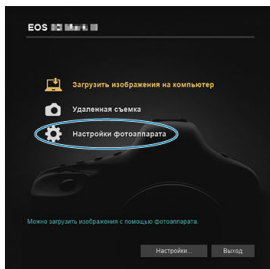 EOS
Загрузить изображения на компьютер
Удаленная съемка
Настройки фотоаппарата
Можно загрузить изображения с помощью фотоаппарата.
Настройки...
Выход